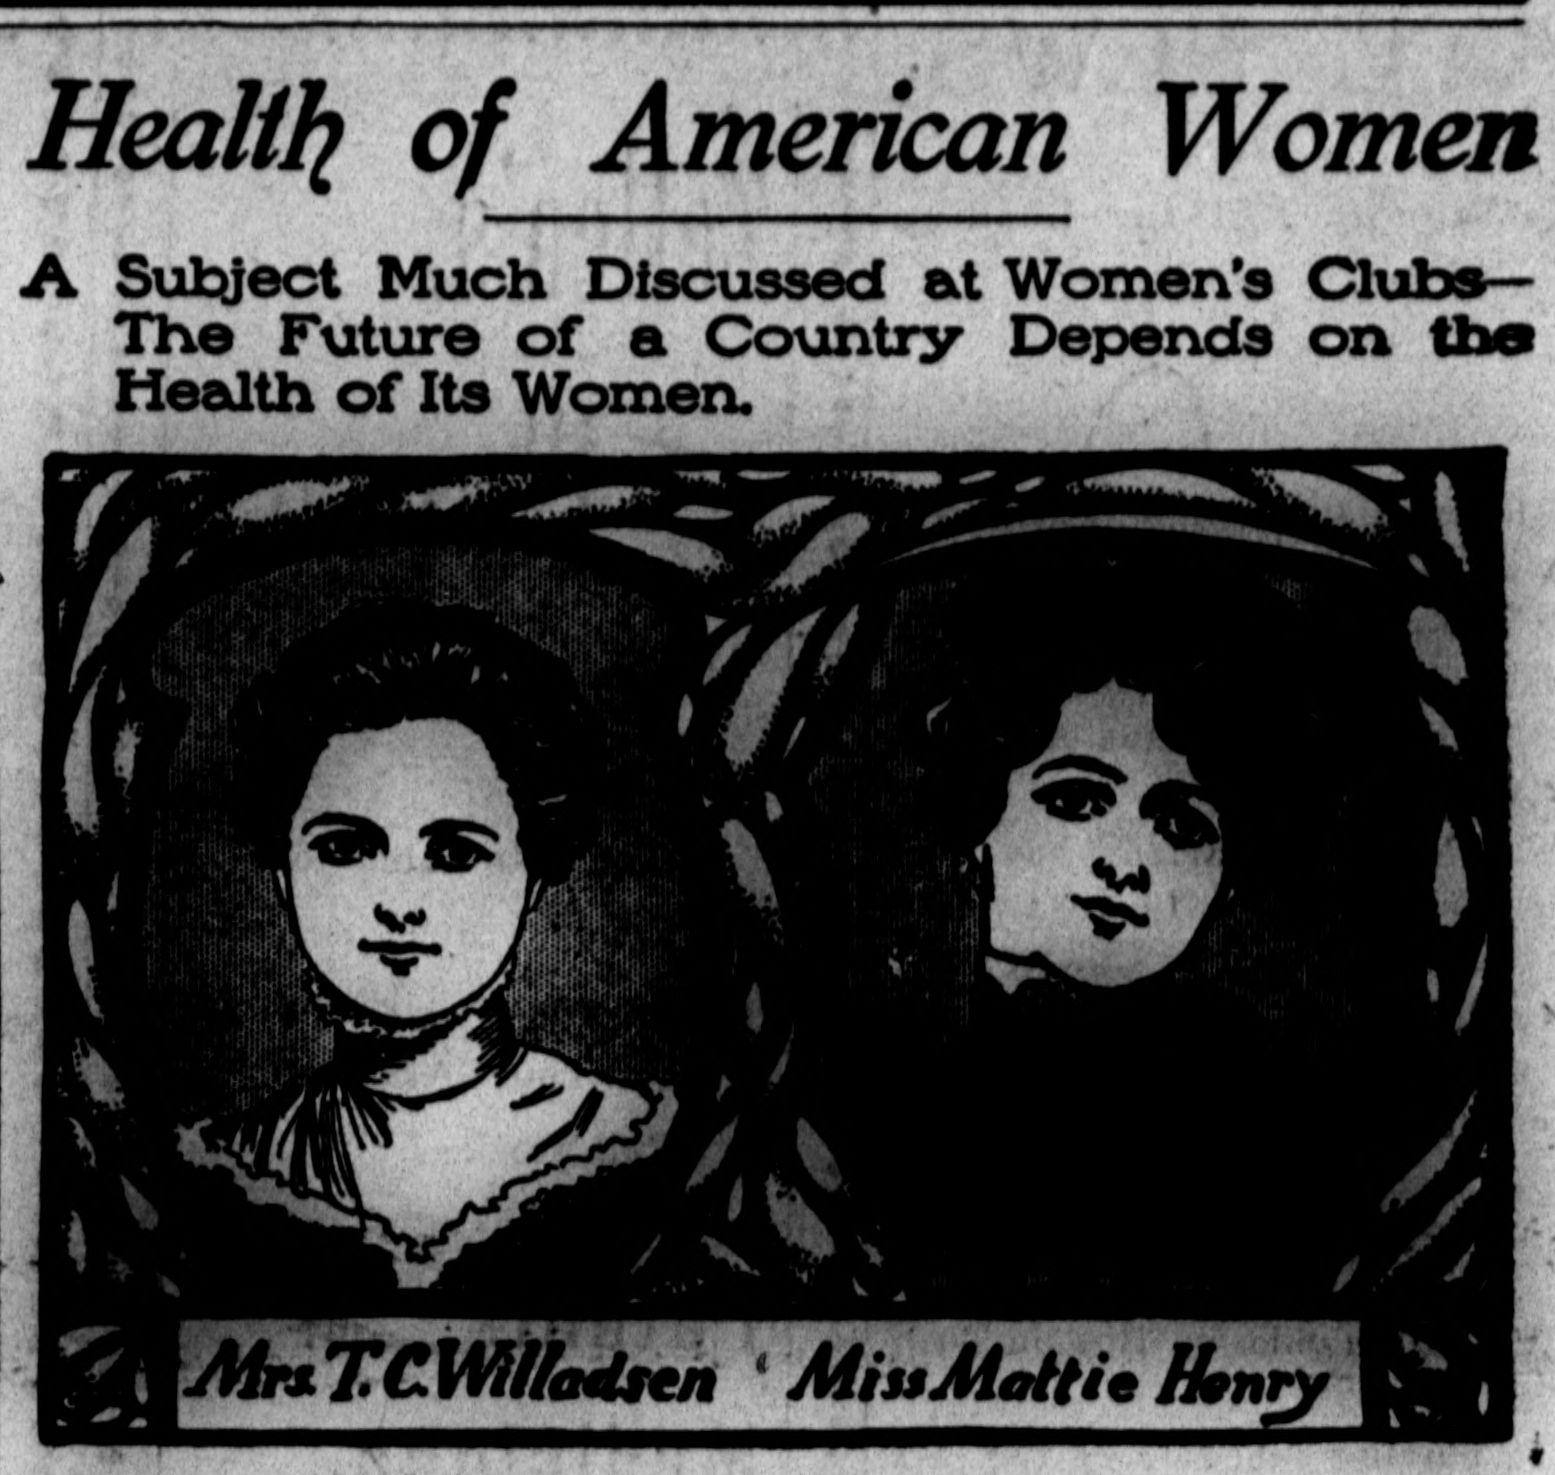 Health of American Women
A Subject Much Discussed at Women's Clubs—
The Future of a Country Depends on the
Health of Its Women.
Mrs. T. C. Willadsen Miss Mattie Henry